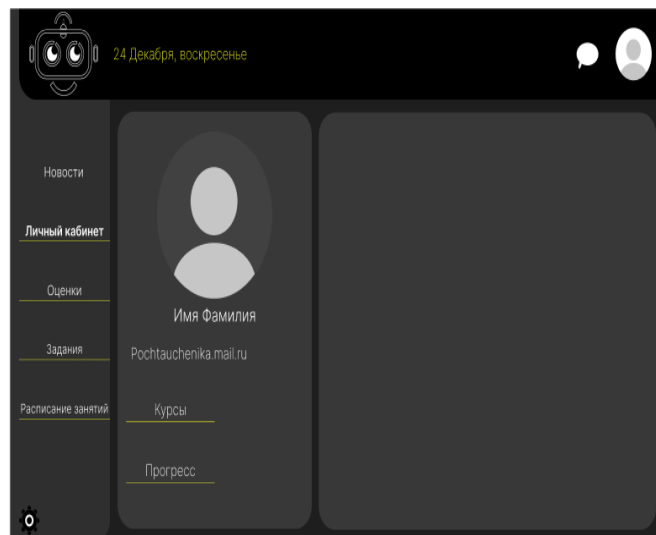 24 Декабря, воскресенье
Новости
Личный кабинет
Оценки
Задания
Расписание занятий
Имя Фамилия
Pochtauchenika.mail.ru
Курсы
Прогресс